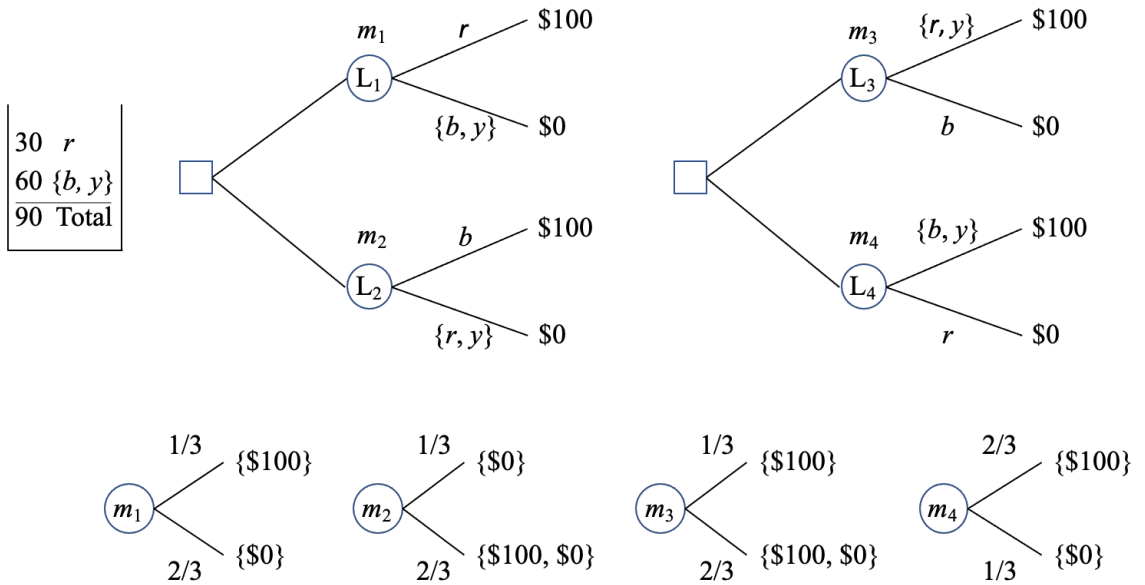 30 r
60 {b, y}
90 Total
m₁
L₁
r
$100
{b, y}
$0
m₂
L₂
b
$100
{r, y}
$0
m₃
L₃
{r, y}
$100
b
$0
m₄
L₄
{b, y}
$100
r
$0
m₁
1/3
{$100}
2/3
{$0}
m₂
1/3
{$0}
2/3
{$100, $0}
m₃
1/3
{$100}
2/3
{$100, $0}
m₄
2/3
{$100}
1/3
{$0}